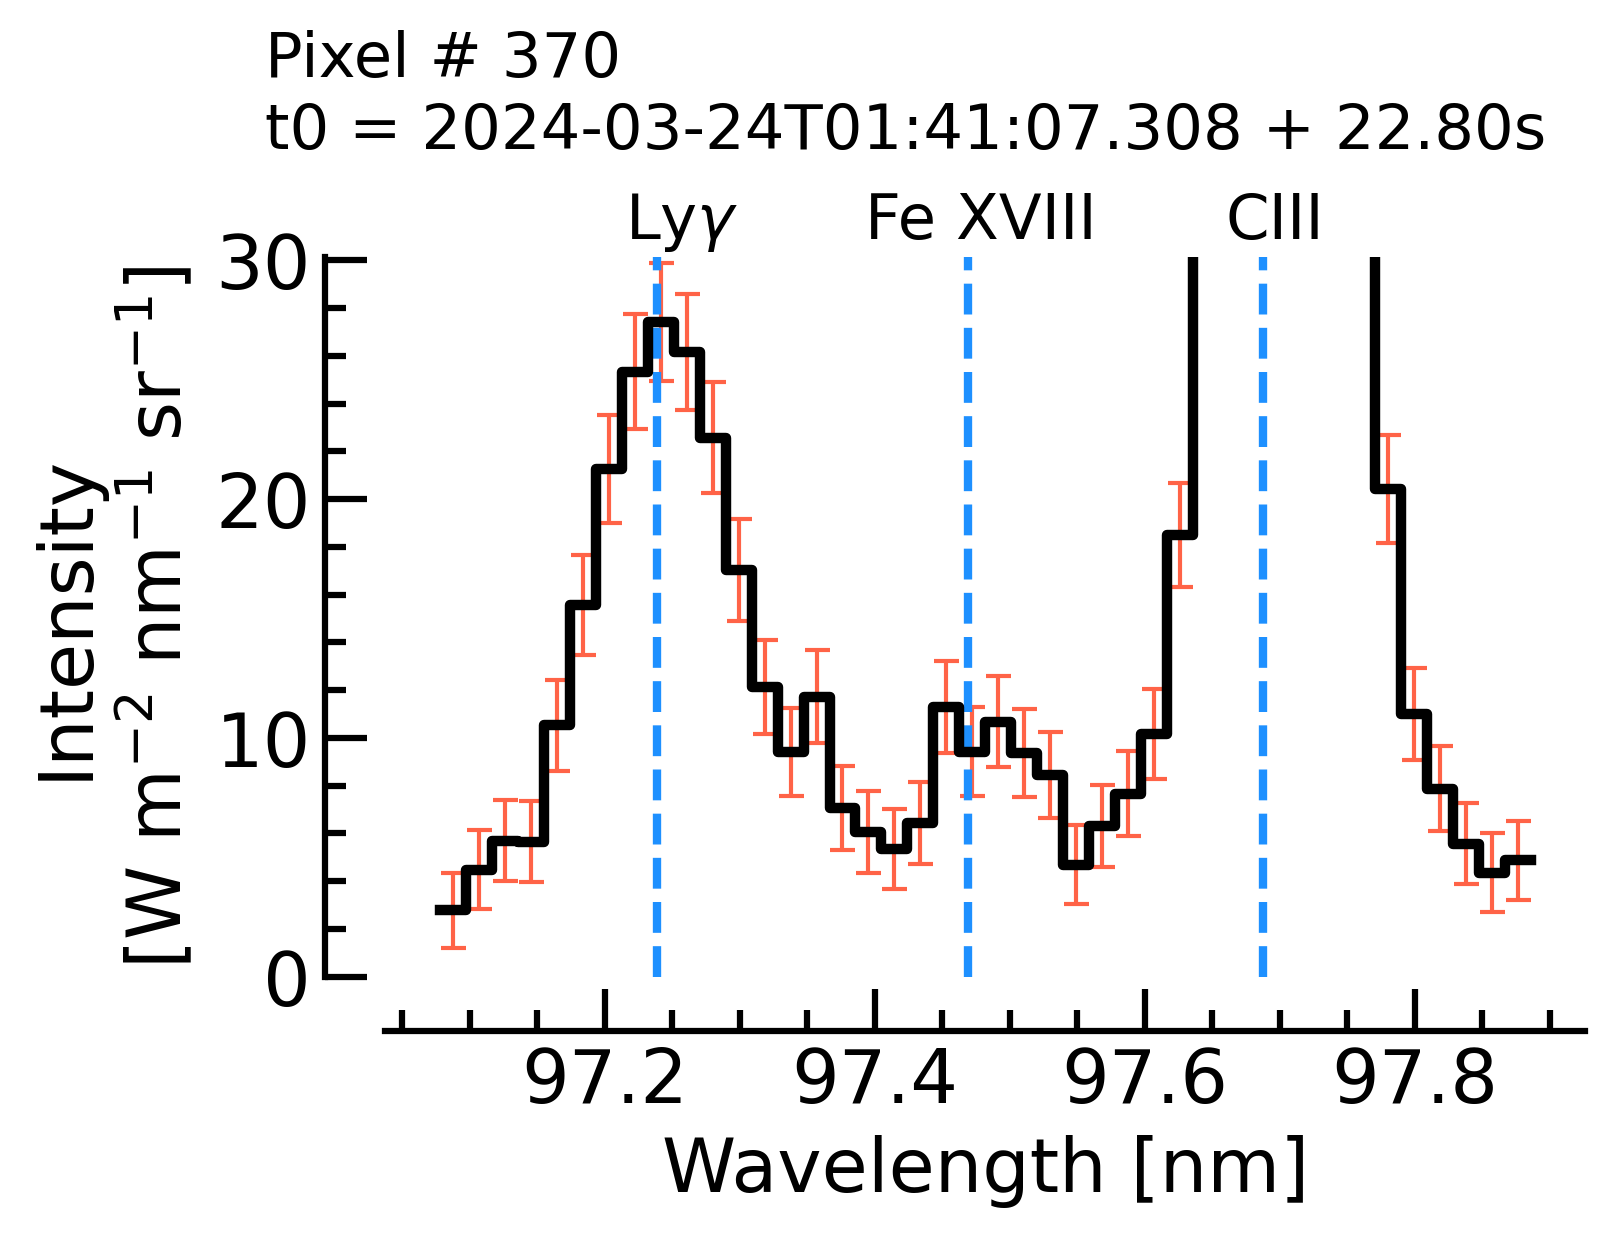 Pixel # 370
t0 = 2024-03-24T01:41:07.308 + 22.80s
Lyγ
Fe XVIII
CIII
Intensity
[W m⁻² nm⁻¹ sr⁻¹]
30
20
10
0
97.2
97.4
97.6
97.8
Wavelength [nm]